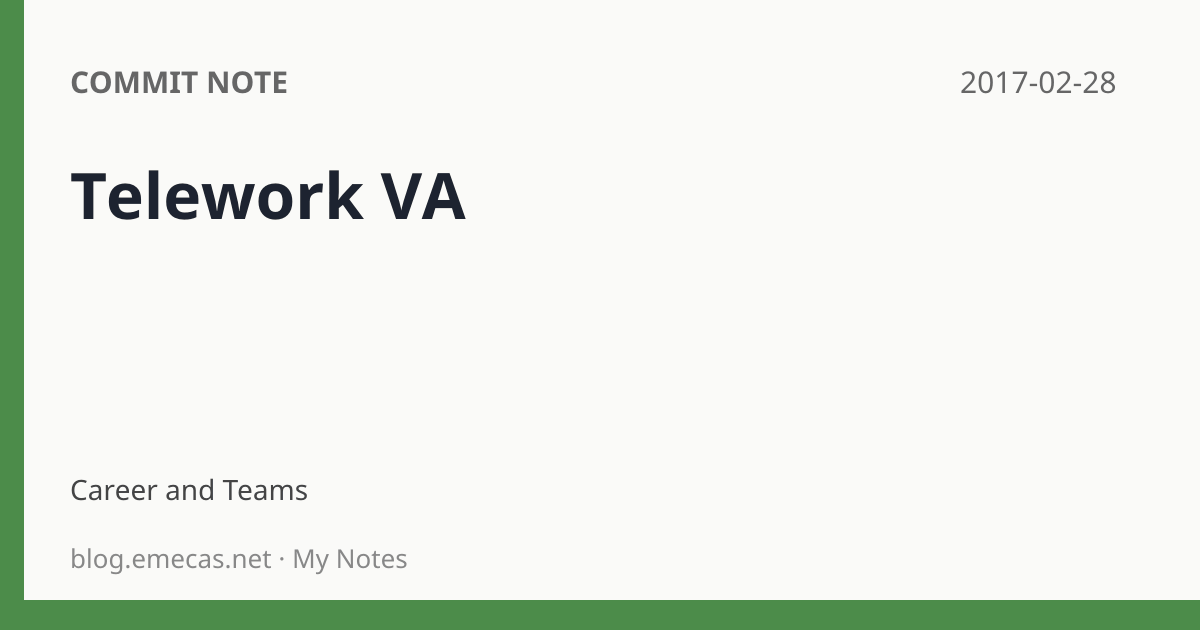 COMMIT NOTE
2017-02-28
Telework VA
Career and Teams
blog.emecas.net · My Notes